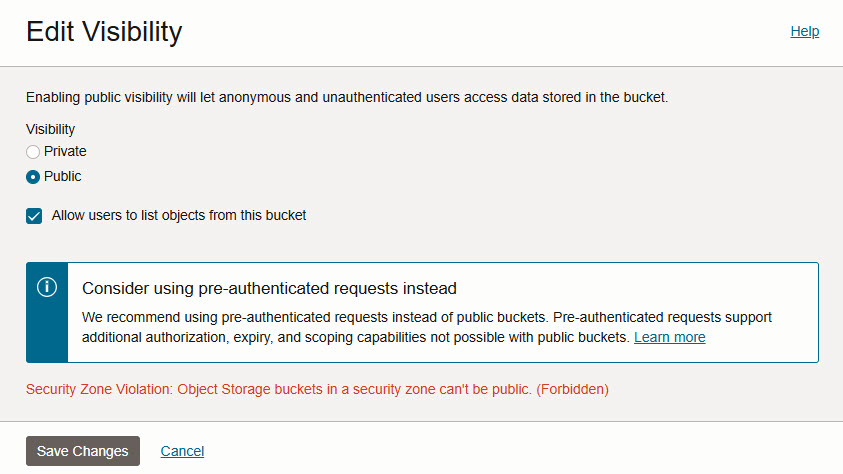 Edit Visibility
Help
Enabling public visibility will let anonymous and unauthenticated users access data stored in the bucket.
Visibility
Private
Public
Allow users to list objects from this bucket
Consider using pre-authenticated requests instead
We recommend using pre-authenticated requests instead of public buckets. Pre-authenticated requests support
additional authorization, expiry, and scoping capabilities not possible with public buckets. Learn more
Security Zone Violation: Object Storage buckets in a security zone can't be public. (Forbidden)
Save Changes
Cancel